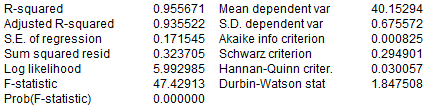 R-squared 0.955671 Mean dependent var 40.15294
Adjusted R-squared 0.935522 S.D. dependent var 0.675572
S.E. of regression 0.171545 Akaike info criterion 0.000825
Sum squared resid 0.323705 Schwarz criterion 0.294901
Log likelihood 5.992985 Hannan-Quinn criter. 0.030057
F-statistic 47.42913 Durbin-Watson stat 1.847508
Prob(F-statistic) 0.000000